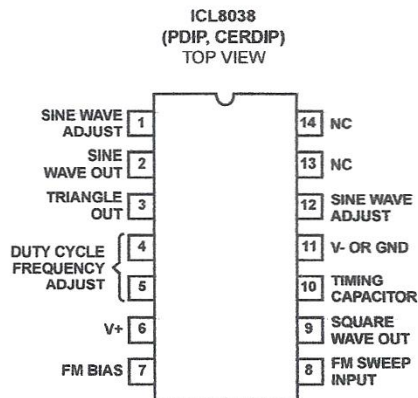 ICL8038
(PDIP, CERDIP)
TOP VIEW
SINE WAVE
ADJUST
1
SINE
WAVE OUT
2
TRIANGLE
OUT
3
DUTY CYCLE
FREQUENCY
ADJUST
4
5
V+
6
FM BIAS
7
14
NC
13
NC
12
SINE WAVE
ADJUST
11
V- OR GND
10
TIMING
CAPACITOR
9
SQUARE
WAVE OUT
8
FM SWEEP
INPUT